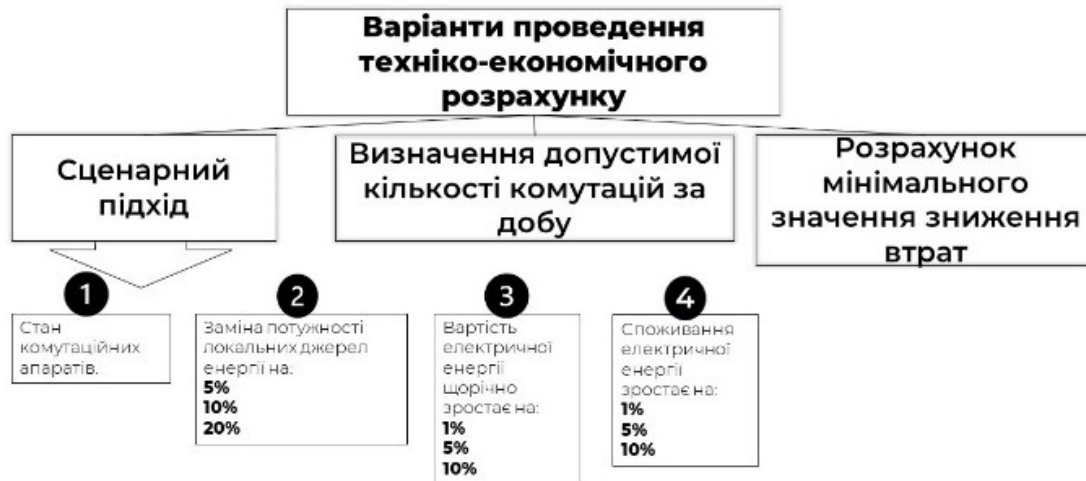 Варіанти проведення
техніко-економічного
розрахунку
Сценарний
підхід
Визначення допустимої
кількості комутацій за
добу
Розрахунок
мінімального
значення зниження
втрат
1
Стан
комутаційних
апаратів.
2
Заміна потужності
локальних джерел
енергії на:
5%
10%
20%
3
Вартість
електричної
енергії
щорічно
зростає на:
1%
5%
10%
4
Споживання
електричної
енергії
зростає на:
1%
5%
10%